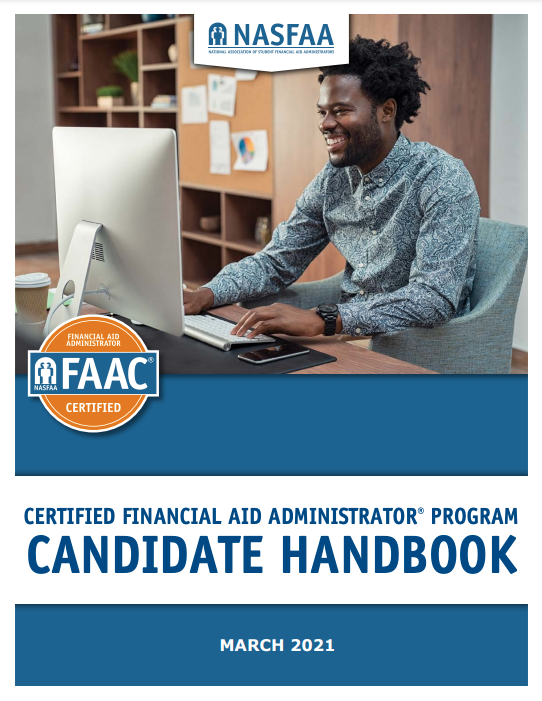 NASFAA
NATIONAL ASSOCIATION OF STUDENT FINANCIAL AID ADMINISTRATORS
FINANCIAL AID
ADMINISTRATOR
NASFAA
FAAC®
CERTIFIED
CERTIFIED FINANCIAL AID ADMINISTRATOR® PROGRAM
CANDIDATE HANDBOOK
MARCH 2021